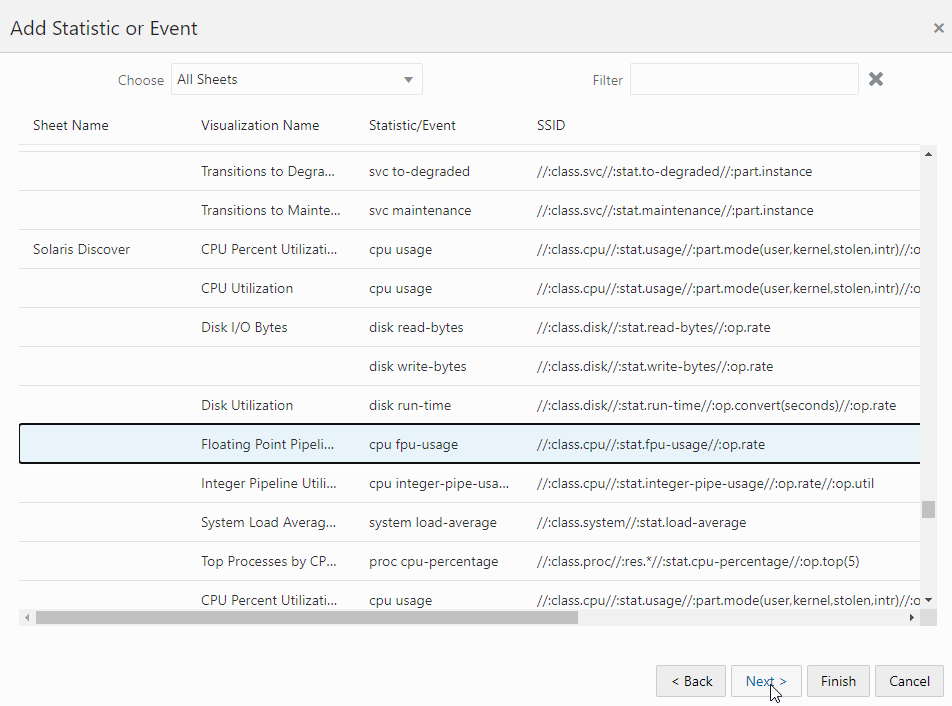 Add Statistic or Event ×
Choose All Sheets Filter
Sheet Name Visualization Name Statistic/Event SSID
Transitions to Degra... svc to-degraded //:class.svc//:stat.to-degraded//:part.instance
Transitions to Mainte... svc maintenance //:class.svc//:stat.maintenance//:part.instance
Solaris Discover CPU Percent Utilizati... cpu usage //:class.cpu//:stat.usage//:part.mode(user,kernel,stolen,intr)//:o
CPU Utilization cpu usage //:class.cpu//:stat.usage//:part.mode(user,kernel,stolen,intr)//:o
Disk I/O Bytes disk read-bytes //:class.disk//:stat.read-bytes//:op.rate
disk write-bytes //:class.disk//:stat.write-bytes//:op.rate
Disk Utilization disk run-time //:class.disk//:stat.run-time//:op.convert(seconds)//:op.rate
Floating Point Pipeli... cpu fpu-usage //:class.cpu//:stat.fpu-usage//:op.rate
Integer Pipeline Utili... cpu integer-pipe-usa... //:class.cpu//:stat.integer-pipe-usage//:op.rate//:op.util
System Load Averag... system load-average //:class.system//:stat.load-average
Top Processes by CP... proc cpu-percentage //:class.proc//:res.*//:stat.cpu-percentage//:op.top(5)
CPU Percent Utilizati... cpu usage //:class.cpu//:stat.usage//:part.mode(user,kernel,stolen,intr)//:o
< Back Next > Finish Cancel